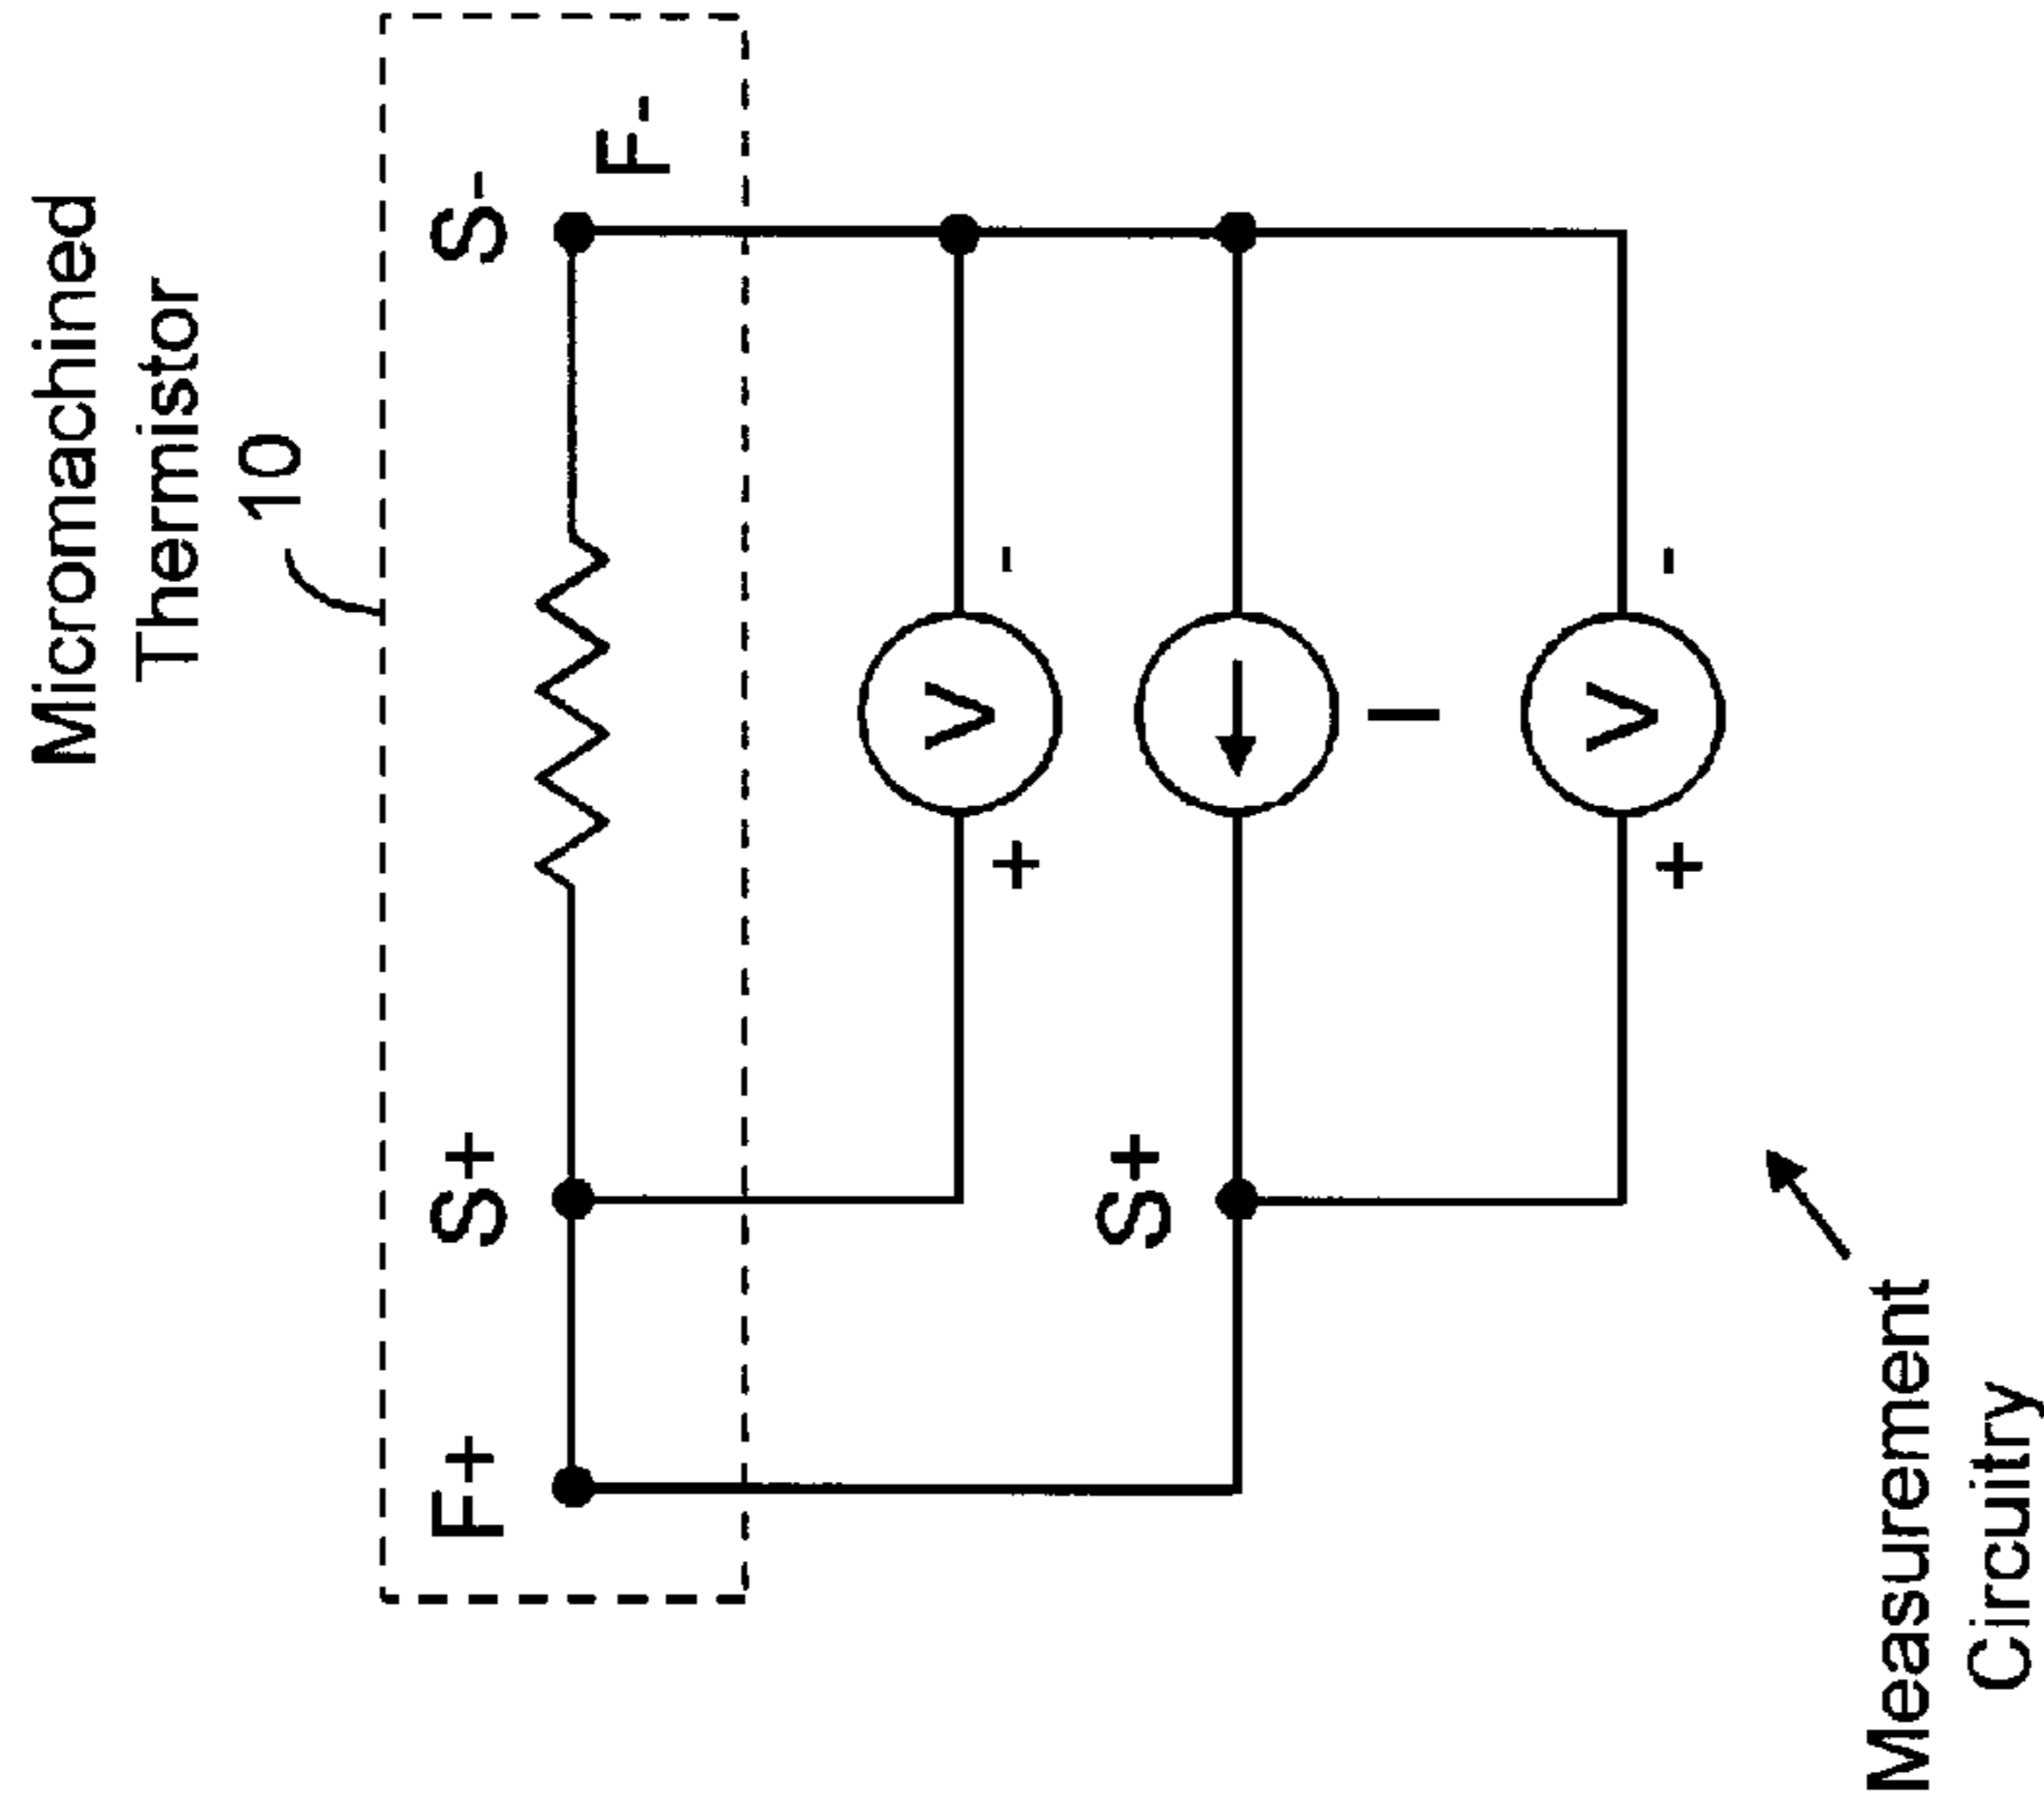 Micromachined
Thermistor
10
F+
S+
S-
F-
+
V
-
S+
I
+
V
-
Measurement
Circuitry